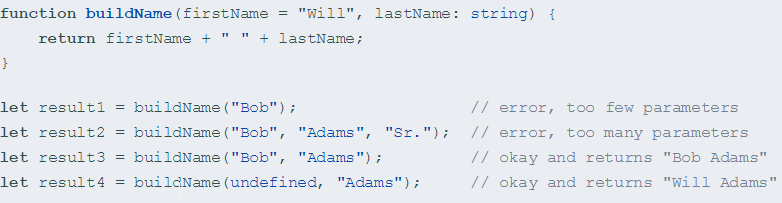 function buildName(firstName = "Will", lastName: string) {
    return firstName + " " + lastName;
}

let result1 = buildName("Bob");                  // error, too few parameters
let result2 = buildName("Bob", "Adams", "Sr.");  // error, too many parameters
let result3 = buildName("Bob", "Adams");         // okay and returns "Bob Adams"
let result4 = buildName(undefined, "Adams");     // okay and returns "Will Adams"